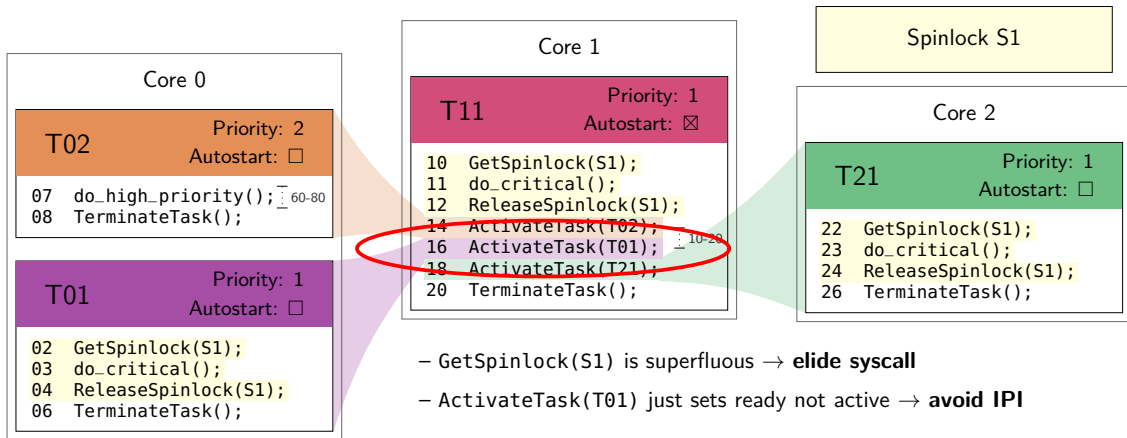 Core 0
T02
Priority: 2
Autostart: ☐
07 do_high_priority(); 60-80
08 TerminateTask();
T01
Priority: 1
Autostart: ☐
02 GetSpinlock(S1);
03 do_critical();
04 ReleaseSpinlock(S1);
06 TerminateTask();
Core 1
T11
Priority: 1
Autostart: ☒
10 GetSpinlock(S1);
11 do_critical();
12 ReleaseSpinlock(S1);
14 ActivateTask(T02);
16 ActivateTask(T01); 10-20
18 ActivateTask(T21);
20 TerminateTask();
Spinlock S1
Core 2
T21
Priority: 1
Autostart: ☐
22 GetSpinlock(S1);
23 do_critical();
24 ReleaseSpinlock(S1);
26 TerminateTask();
– GetSpinlock(S1) is superfluous → elide syscall
– ActivateTask(T01) just sets ready not active → avoid IPI